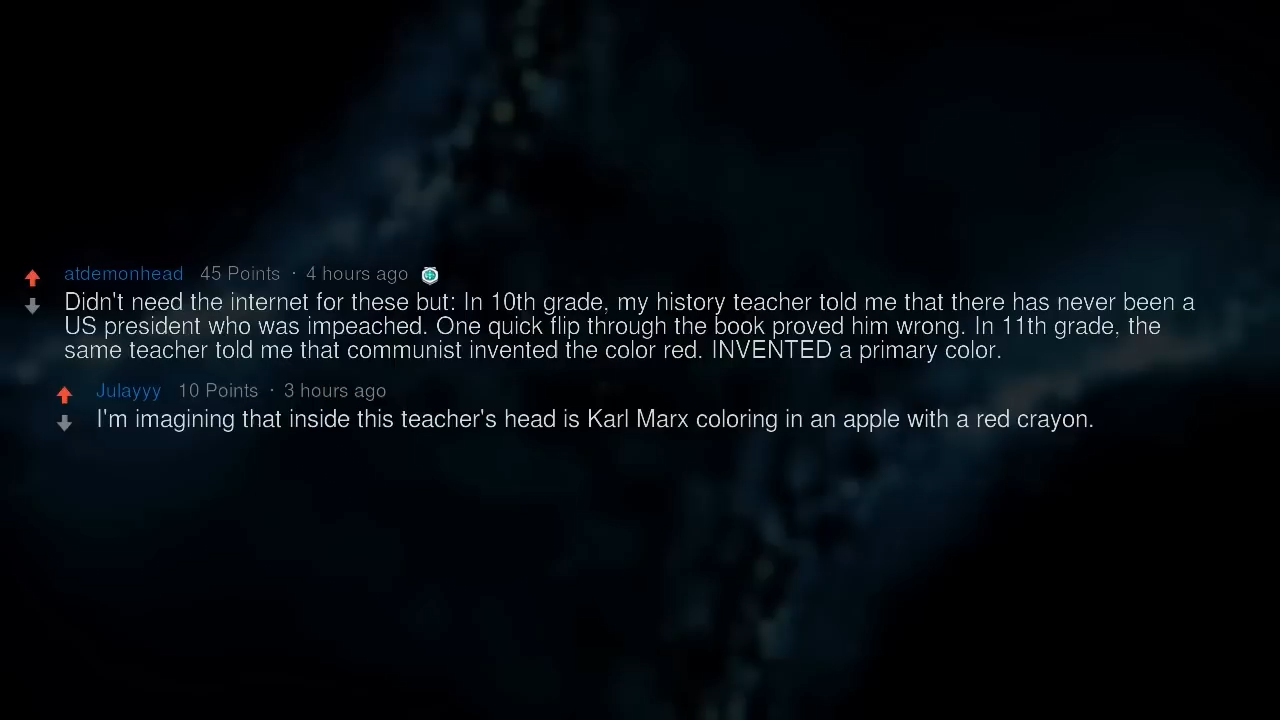 atdemonhead 45 Points · 4 hours ago
Didn't need the internet for these but: In 10th grade, my history teacher told me that there has never been a
US president who was impeached. One quick flip through the book proved him wrong. In 11th grade, the
same teacher told me that communist invented the color red. INVENTED a primary color.
Julayyy 10 Points · 3 hours ago
I'm imagining that inside this teacher's head is Karl Marx coloring in an apple with a red crayon.